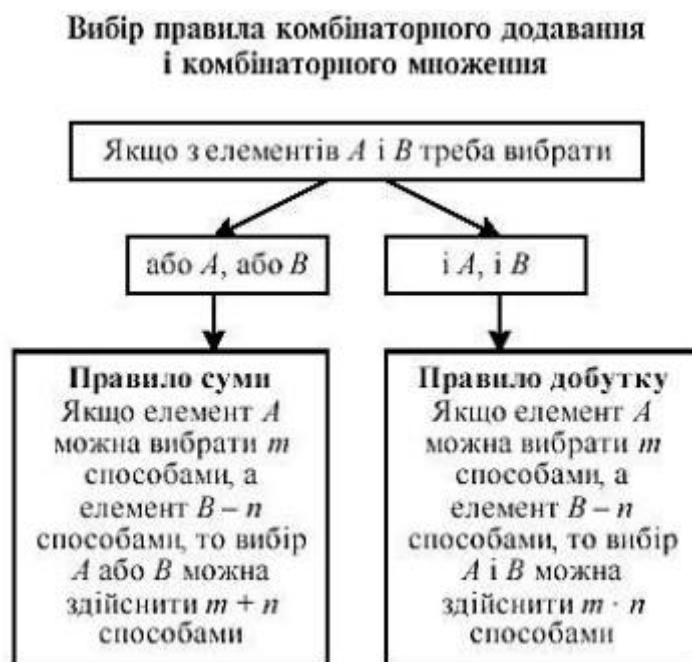 Вибір правила комбінаторного додавання
і комбінаторного множення
Якщо з елементів A і B треба вибрати
або A, або B
і A, і B
Правило суми
Якщо елемент A
можна вибрати m
способами, а
елемент B – n
способами, то вибір
A або B можна
здійснити m + n
способами
Правило добутку
Якщо елемент A
можна вибрати m
способами, а
елемент B – n
способами, то вибір
A і B можна
здійснити m · n
способами